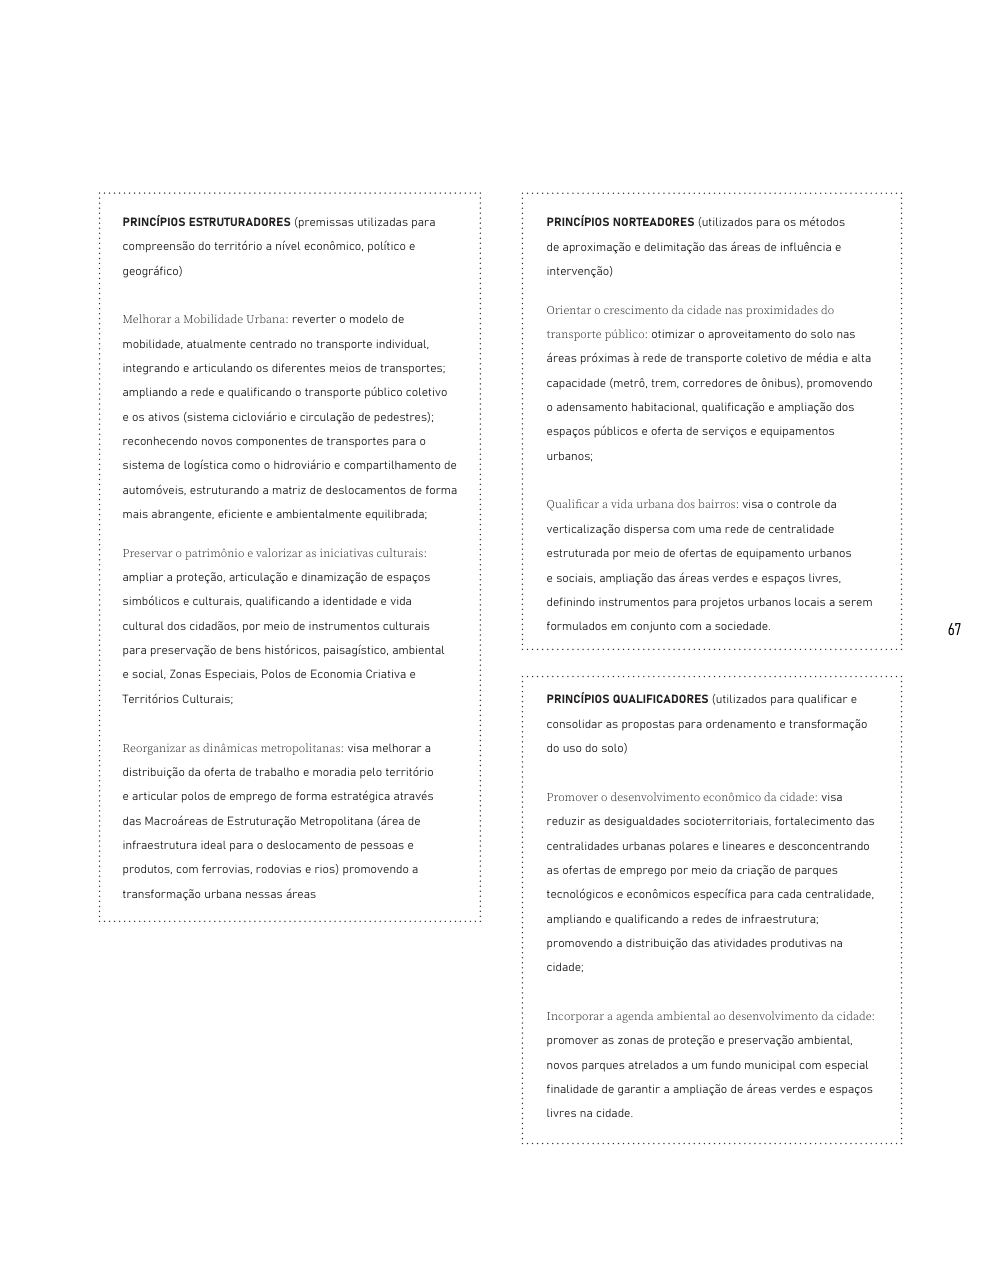 PRINCÍPIOS ESTRUTURADORES (premissas utilizadas para
compreensão do território a nível econômico, político e
geográfico)
Melhorar a Mobilidade Urbana: reverter o modelo de
mobilidade, atualmente centrado no transporte individual,
integrando e articulando os diferentes meios de transportes;
ampliando a rede e qualificando o transporte público coletivo
e os ativos (sistema cicloviário e circulação de pedestres);
reconhecendo novos componentes de transportes para o
sistema de logística como o hidroviário e compartilhamento de
automóveis, estruturando a matriz de deslocamentos de forma
mais abrangente, eficiente e ambientalmente equilibrada;
Preservar o patrimônio e valorizar as iniciativas culturais:
ampliar a proteção, articulação e dinamização de espaços
simbólicos e culturais, qualificando a identidade e vida
cultural dos cidadãos, por meio de instrumentos culturais
para preservação de bens históricos, paisagístico, ambiental
e social, Zonas Especiais, Polos de Economia Criativa e
Territórios Culturais;
Reorganizar as dinâmicas metropolitanas: visa melhorar a
distribuição da oferta de trabalho e moradia pelo território
e articular polos de emprego de forma estratégica através
das Macroáreas de Estruturação Metropolitana (área de
infraestrutura ideal para o deslocamento de pessoas e
produtos, com ferrovias, rodovias e rios) promovendo a
transformação urbana nessas áreas
PRINCÍPIOS NORTEADORES (utilizados para os métodos
de aproximação e delimitação das áreas de influência e
intervenção)
Orientar o crescimento da cidade nas proximidades do
transporte público: otimizar o aproveitamento do solo nas
áreas próximas à rede de transporte coletivo de média e alta
capacidade (metrô, trem, corredores de ônibus), promovendo
o adensamento habitacional, qualificação e ampliação dos
espaços públicos e oferta de serviços e equipamentos
urbanos;
Qualificar a vida urbana dos bairros: visa o controle da
verticalização dispersa com uma rede de centralidade
estruturada por meio de ofertas de equipamento urbanos
e sociais, ampliação das áreas verdes e espaços livres,
definindo instrumentos para projetos urbanos locais a serem
formulados em conjunto com a sociedade.
PRINCÍPIOS QUALIFICADORES (utilizados para qualificar e
consolidar as propostas para ordenamento e transformação
do uso do solo)
Promover o desenvolvimento econômico da cidade: visa
reduzir as desigualdades socioterritoriais, fortalecimento das
centralidades urbanas polares e lineares e desconcentrando
as ofertas de emprego por meio da criação de parques
tecnológicos e econômicos específica para cada centralidade,
ampliando e qualificando a redes de infraestrutura;
promovendo a distribuição das atividades produtivas na
cidade;
Incorporar a agenda ambiental ao desenvolvimento da cidade:
promover as zonas de proteção e preservação ambiental,
novos parques atrelados a um fundo municipal com especial
finalidade de garantir a ampliação de áreas verdes e espaços
livres na cidade.
67